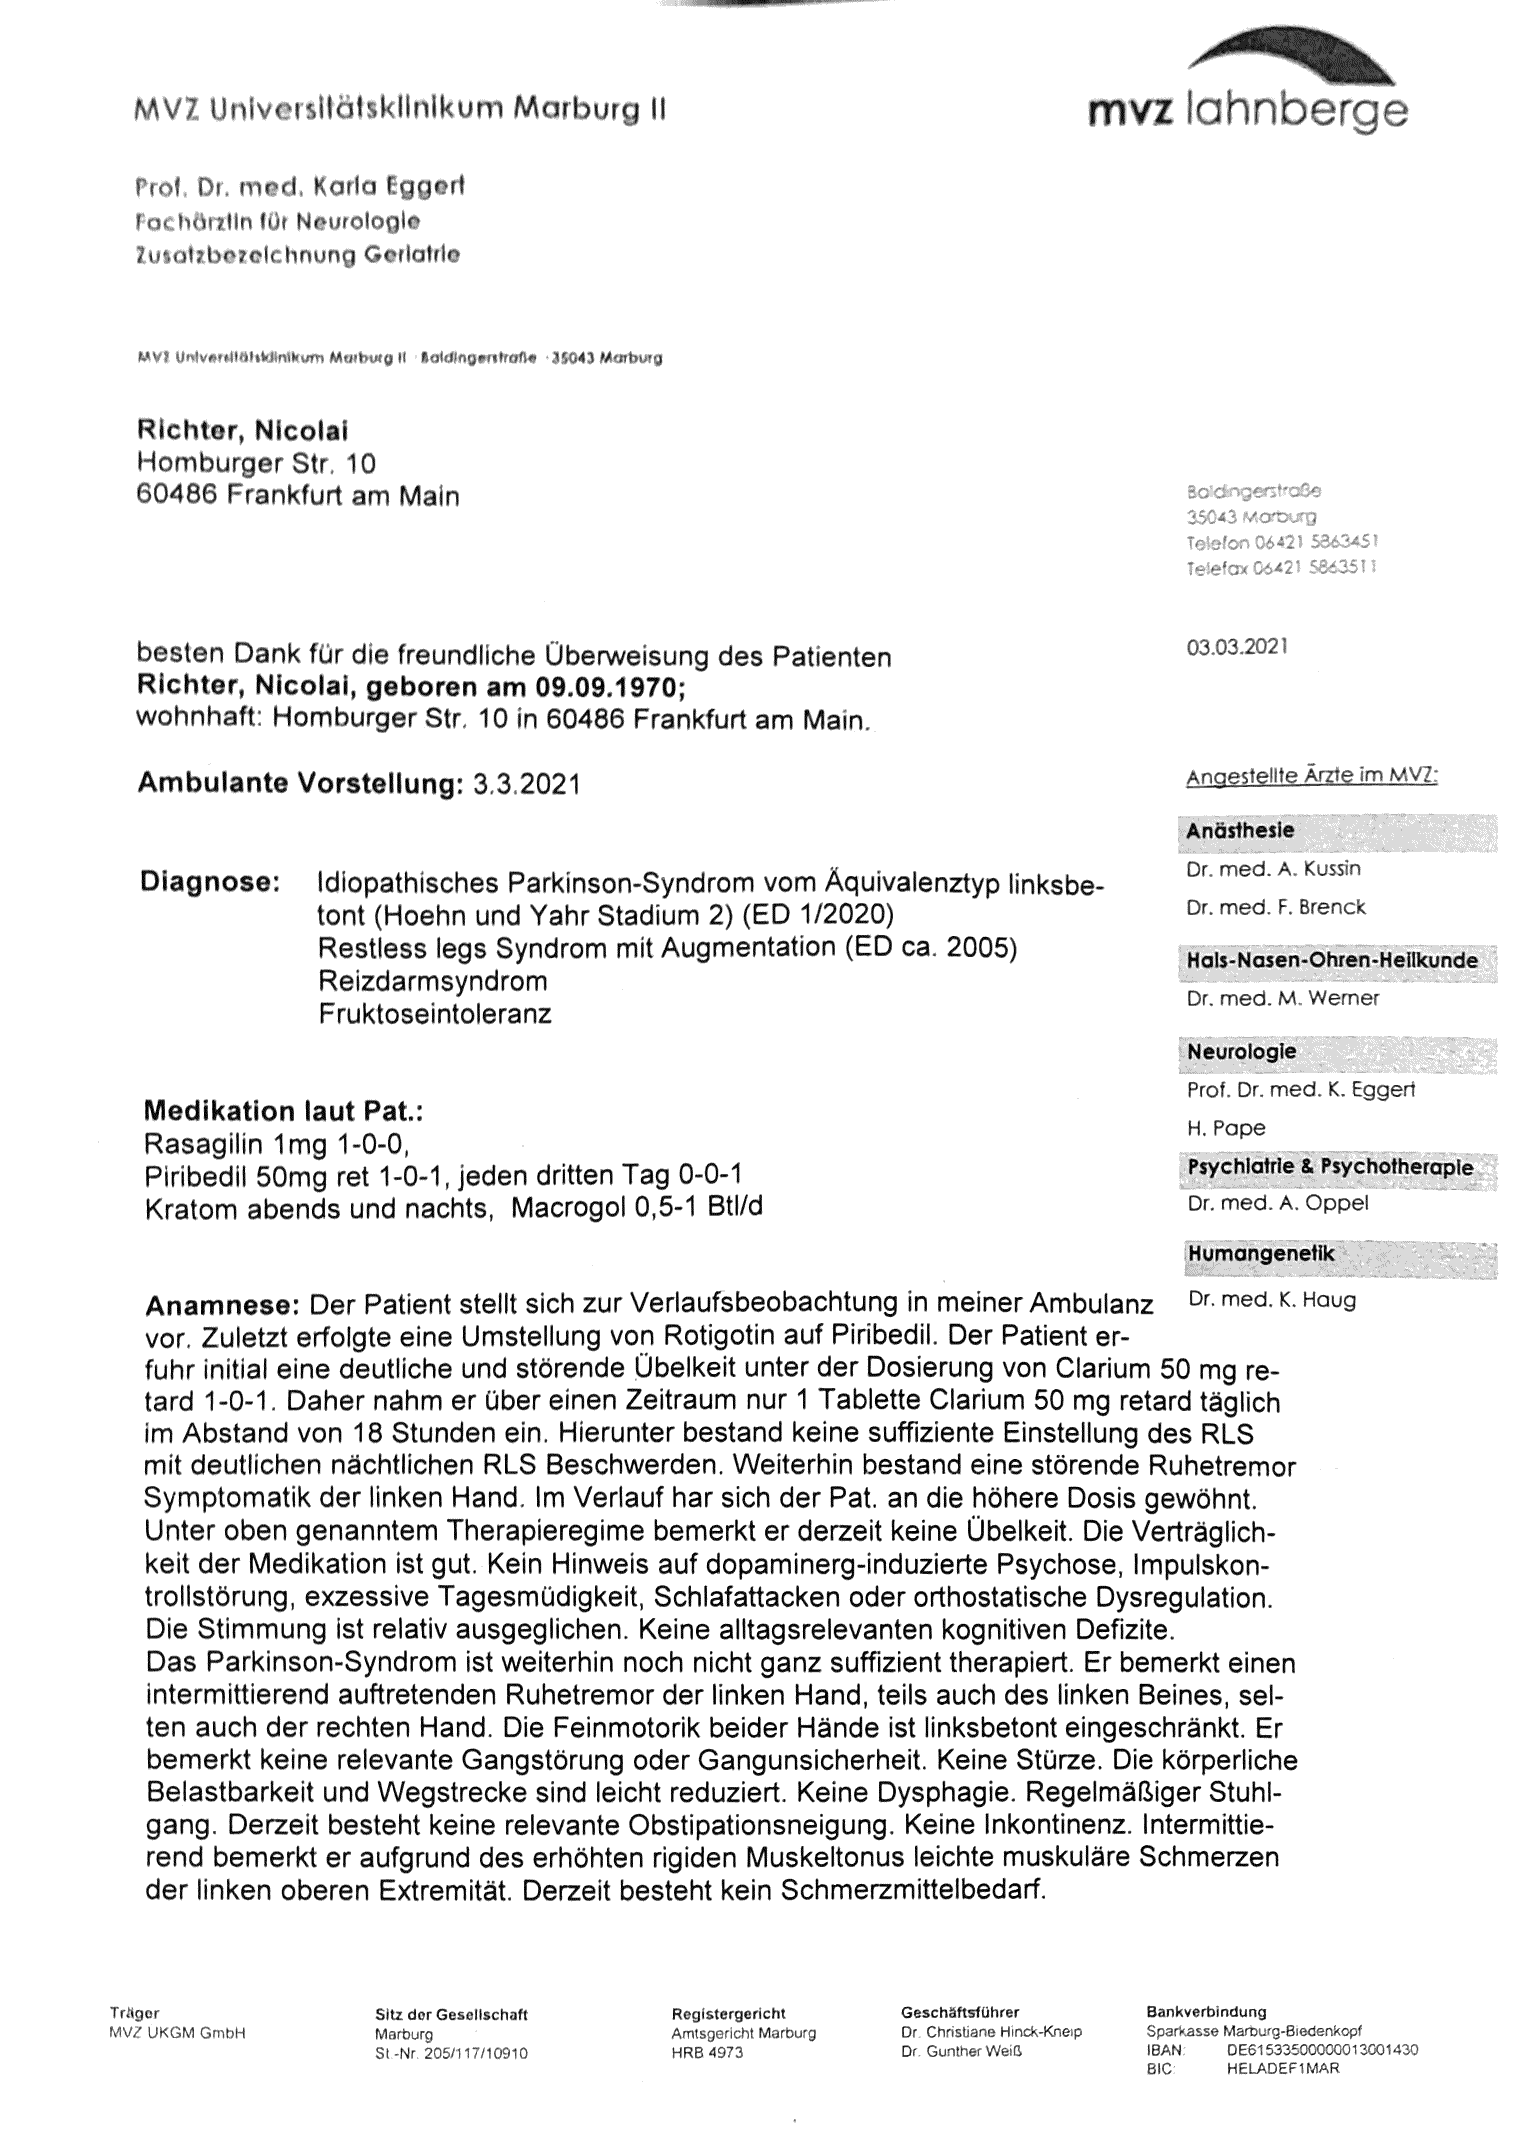 mvz lahnberge
MVZ Universitätsklinikum Marburg II
Prof. Dr. med. Karla Eggert
Fachärztin für Neurologie
Zusatzbezeichnung Geriatrie
MVZ Universitätsklinikum Marburg II · Baldingerstraße · 35043 Marburg
Richter, Nicolai
Homburger Str. 10
60486 Frankfurt am Main
Baldingerstraße
35043 Marburg
Telefon 06421 5863451
Telefax 06421 5863511
03.03.2021
besten Dank für die freundliche Überweisung des Patienten
Richter, Nicolai, geboren am 09.09.1970;
wohnhaft: Homburger Str. 10 in 60486 Frankfurt am Main.
Ambulante Vorstellung: 3.3.2021
Diagnose: Idiopathisches Parkinson-Syndrom vom Äquivalenztyp linksbe-
tont (Hoehn und Yahr Stadium 2) (ED 1/2020)
Restless legs Syndrom mit Augmentation (ED ca. 2005)
Reizdarmsyndrom
Fruktoseintoleranz
Angestellte Ärzte im MVZ:
Anästhesie
Dr. med. A. Kussin
Dr. med. F. Brenck
Hals-Nasen-Ohren-Heilkunde
Dr. med. M. Werner
Neurologie
Prof. Dr. med. K. Eggert
H. Pape
Psychiatrie & Psychotherapie
Dr. med. A. Oppel
Humangenetik
Dr. med. K. Haug
Medikation laut Pat.:
Rasagilin 1mg 1-0-0,
Piribedil 50mg ret 1-0-1, jeden dritten Tag 0-0-1
Kratom abends und nachts, Macrogol 0,5-1 Btl/d
Anamnese: Der Patient stellt sich zur Verlaufsbeobachtung in meiner Ambulanz
vor. Zuletzt erfolgte eine Umstellung von Rotigotin auf Piribedil. Der Patient er-
fuhr initial eine deutliche und störende Übelkeit unter der Dosierung von Clarium 50 mg re-
tard 1-0-1. Daher nahm er über einen Zeitraum nur 1 Tablette Clarium 50 mg retard täglich
im Abstand von 18 Stunden ein. Hierunter bestand keine suffiziente Einstellung des RLS
mit deutlichen nächtlichen RLS Beschwerden. Weiterhin bestand eine störende Ruhetremor
Symptomatik der linken Hand. Im Verlauf har sich der Pat. an die höhere Dosis gewöhnt.
Unter oben genanntem Therapieregime bemerkt er derzeit keine Übelkeit. Die Verträglich-
keit der Medikation ist gut. Kein Hinweis auf dopaminerg-induzierte Psychose, Impulskon-
trollstörung, exzessive Tagesmüdigkeit, Schlafattacken oder orthostatische Dysregulation.
Die Stimmung ist relativ ausgeglichen. Keine alltagsrelevanten kognitiven Defizite.
Das Parkinson-Syndrom ist weiterhin noch nicht ganz suffizient therapiert. Er bemerkt einen
intermittierend auftretenden Ruhetremor der linken Hand, teils auch des linken Beines, sel-
ten auch der rechten Hand. Die Feinmotorik beider Hände ist linksbetont eingeschränkt. Er
bemerkt keine relevante Gangstörung oder Gangunsicherheit. Keine Stürze. Die körperliche
Belastbarkeit und Wegstrecke sind leicht reduziert. Keine Dysphagie. Regelmäßiger Stuhl-
gang. Derzeit besteht keine relevante Obstipationsneigung. Keine Inkontinenz. Intermittie-
rend bemerkt er aufgrund des erhöhten rigiden Muskeltonus leichte muskuläre Schmerzen
der linken oberen Extremität. Derzeit besteht kein Schmerzmittelbedarf.
Träger
MVZ UKGM GmbH
Sitz der Gesellschaft
Marburg
St.-Nr. 205/117/10910
Registergericht
Amtsgericht Marburg
HRB 4973
Geschäftsführer
Dr. Christiane Hinck-Kneip
Dr. Gunther Weiß
Bankverbindung
Sparkasse Marburg-Biedenkopf
IBAN: DE61533500000013001430
BIC: HELADEF1MAR